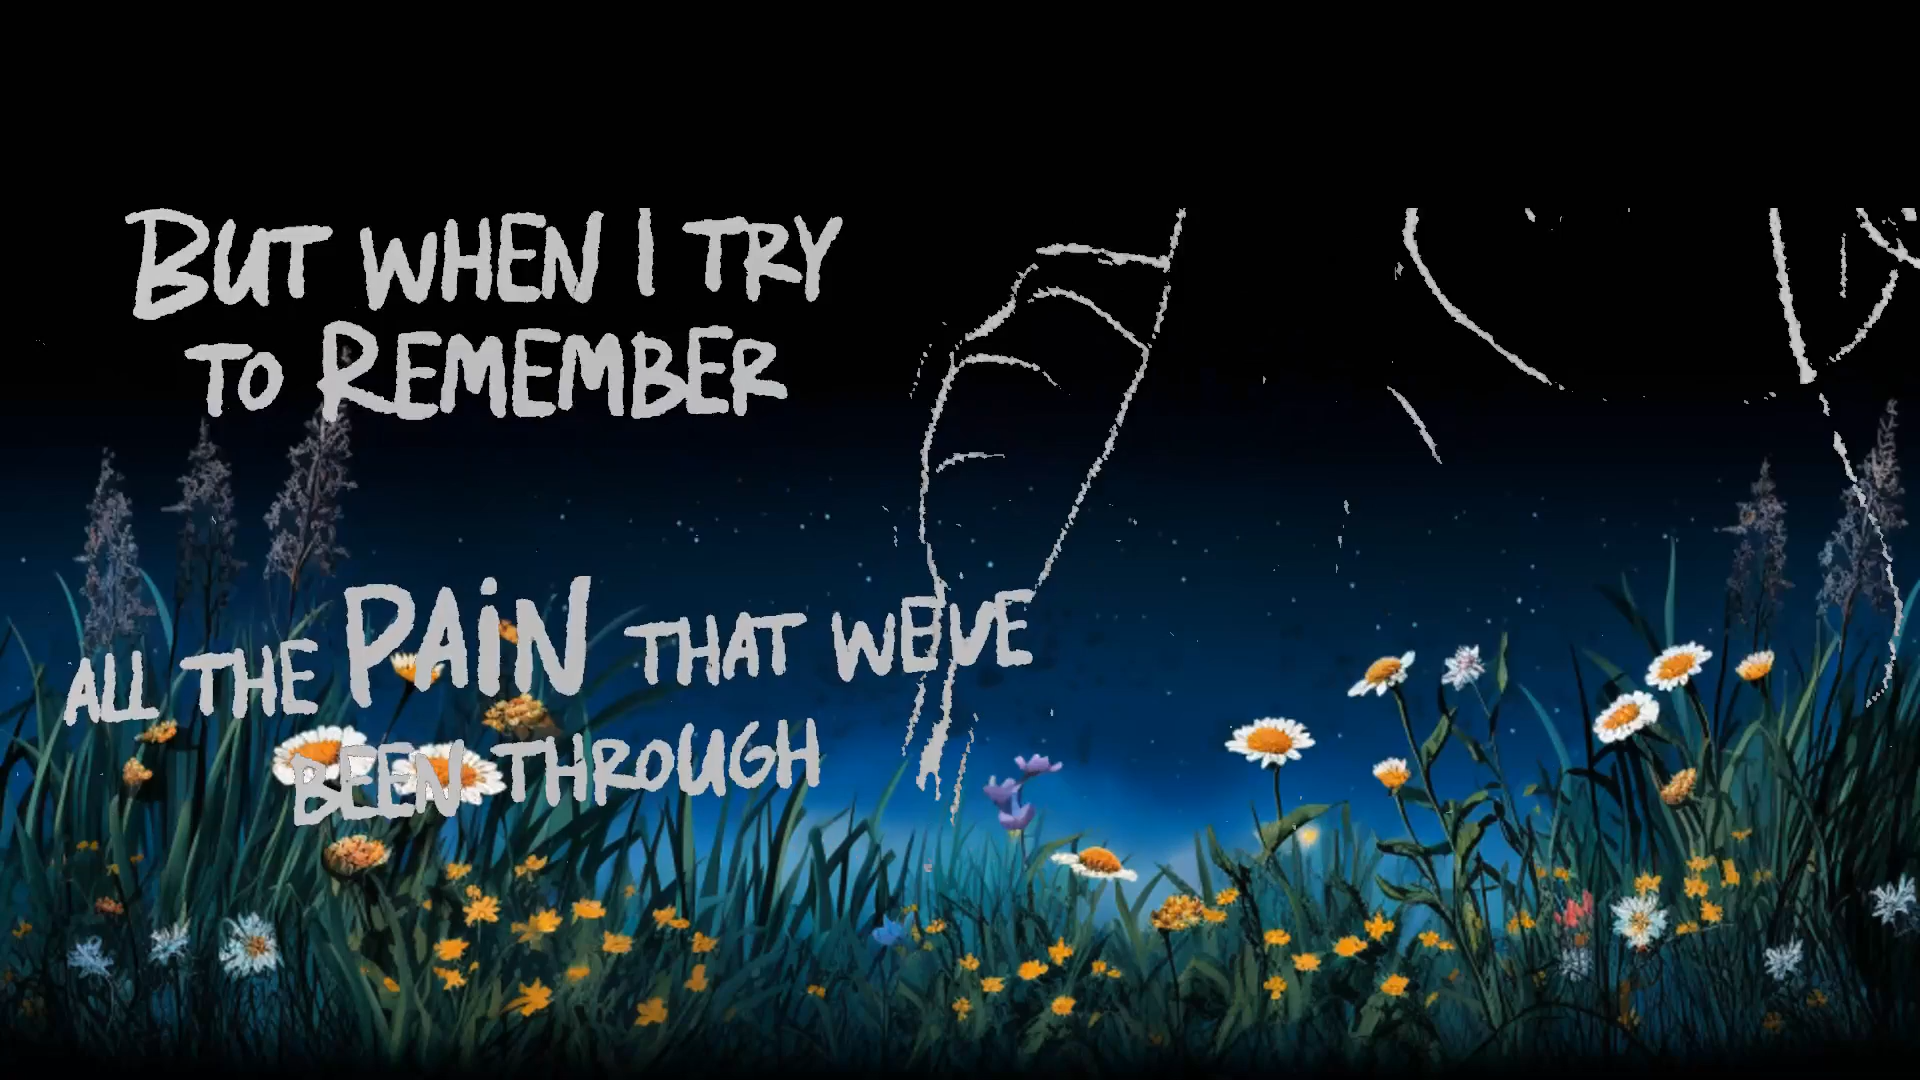 BUT WHEN I TRY
TO REMEMBER
ALL THE PAiN THAT WE'VE
BEEN THROUGH